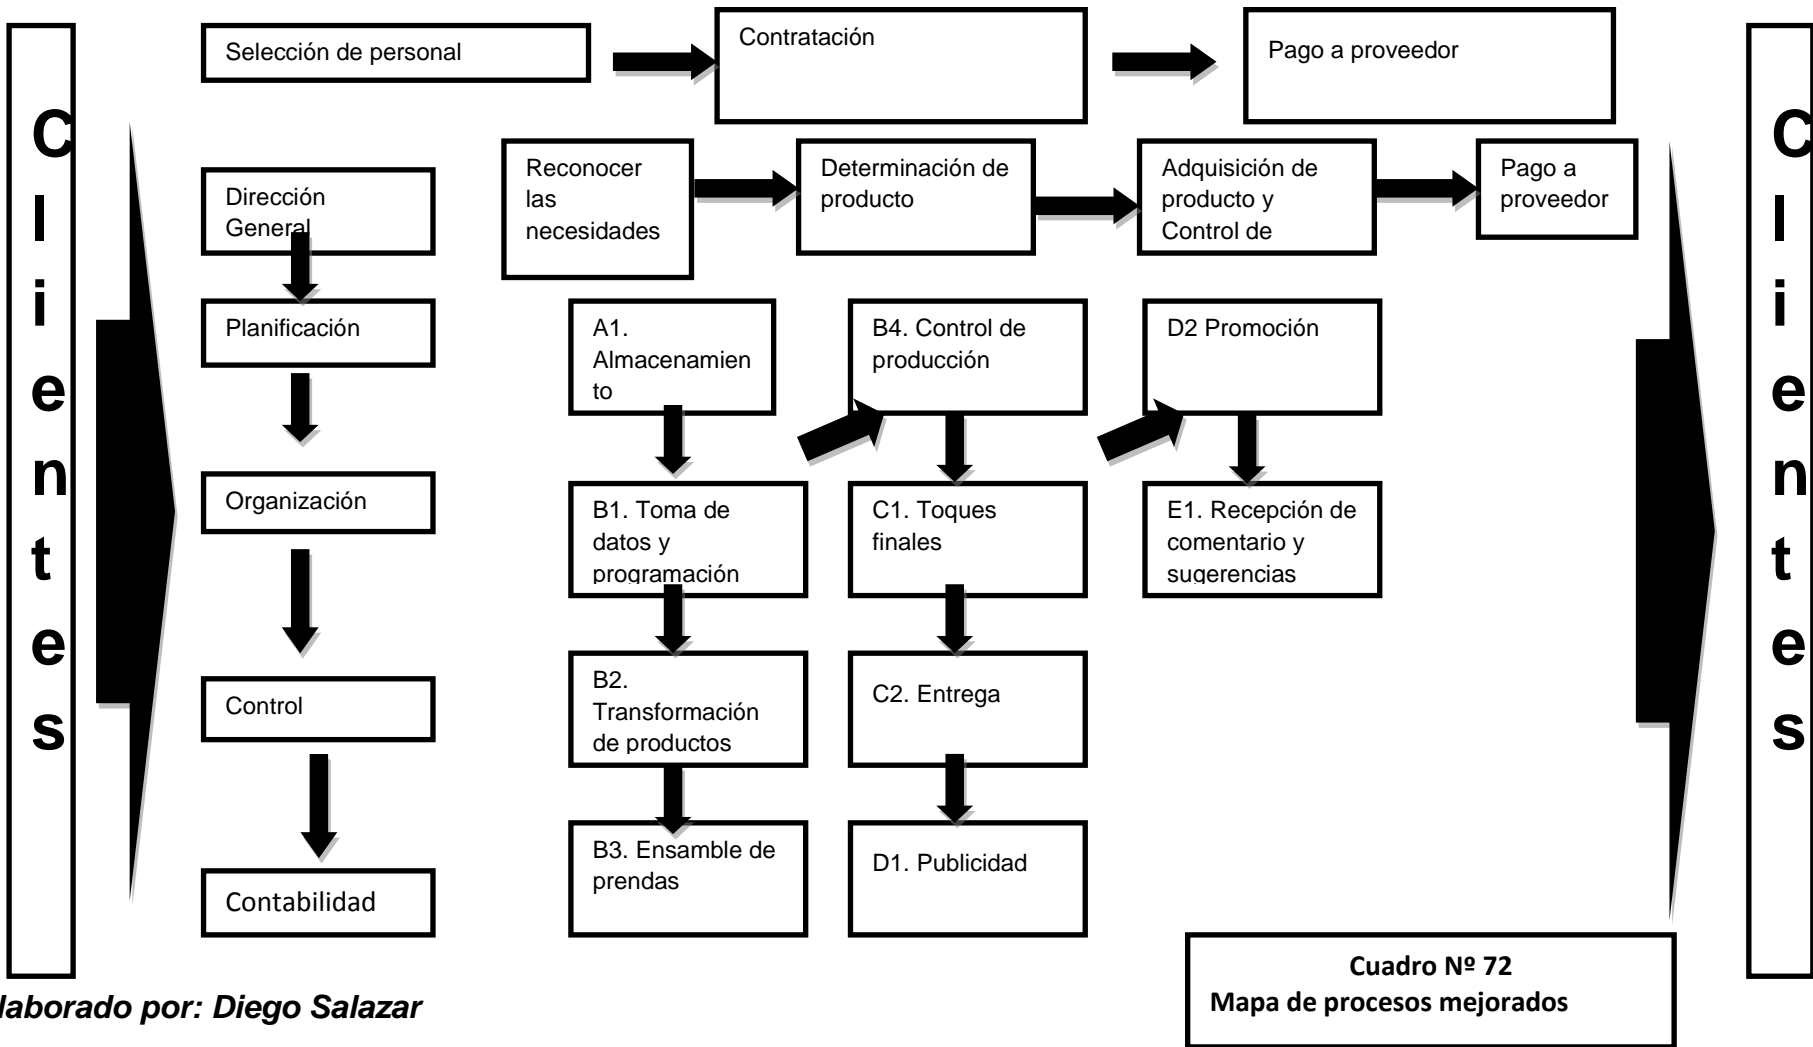 Clientes
Selección de personal
Contratación
Pago a proveedor
Dirección
General
Reconocer
las
necesidades
Determinación de
producto
Adquisición de
producto y
Control de
Pago a
proveedor
Planificación
Organización
Control
Contabilidad
A1.
Almacenamien
to
B1. Toma de
datos y
programación
B2.
Transformación
de productos
B3. Ensamble de
prendas
B4. Control de
producción
C1. Toques
finales
C2. Entrega
D1. Publicidad
D2 Promoción
E1. Recepción de
comentario y
sugerencias
Clientes
Cuadro Nº 72
Mapa de procesos mejorados
laborado por: Diego Salazar